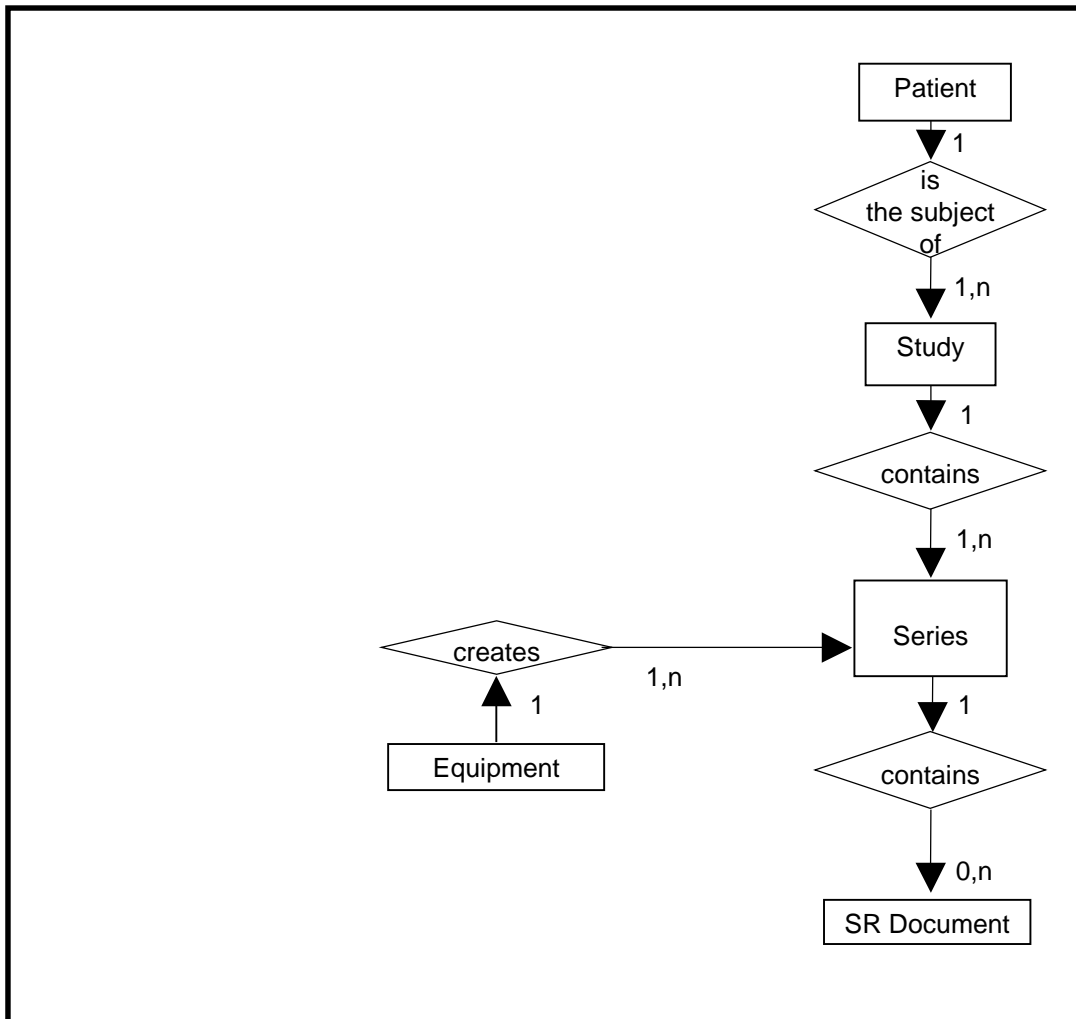 Patient
1
is
the subject
of
1,n
Study
1
contains
1,n
Series
creates
1,n
1
1
Equipment
contains
0,n
SR Document